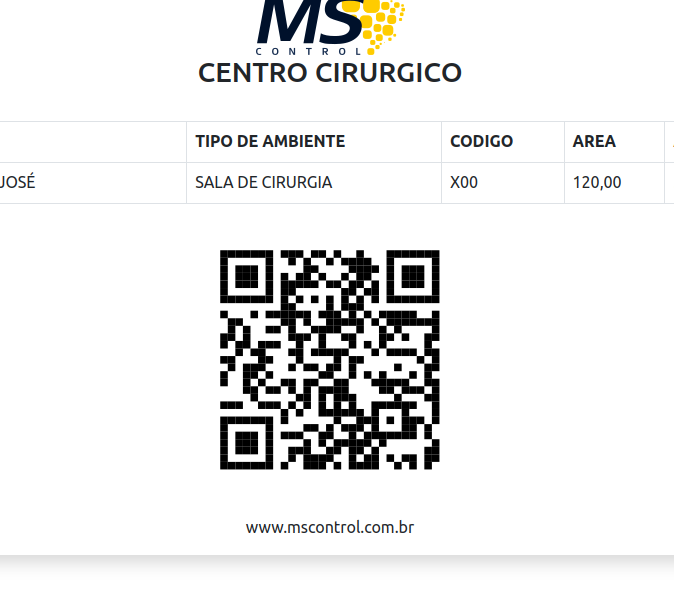 MS
CONTROL
CENTRO CIRURGICO
TIPO DE AMBIENTE CODIGO AREA
JOSÉ SALA DE CIRURGIA X00 120,00
www.mscontrol.com.br